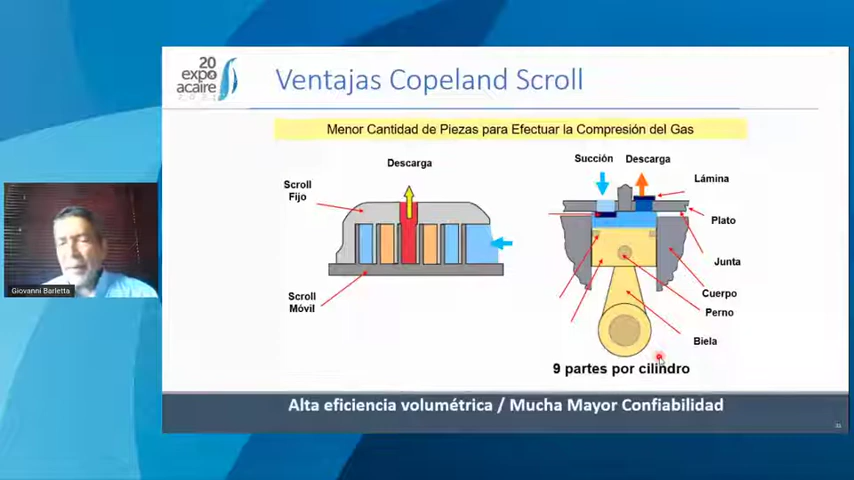 20
expo
acaire
2021
Ventajas Copeland Scroll
Menor Cantidad de Piezas para Efectuar la Compresión del Gas
Descarga
Scroll
Fijo
Scroll
Móvil
Succión
Descarga
Lámina
Plato
Junta
Cuerpo
Perno
Biela
9 partes por cilindro
Alta eficiencia volumétrica / Mucha Mayor Confiabilidad
Giovanni Barletta